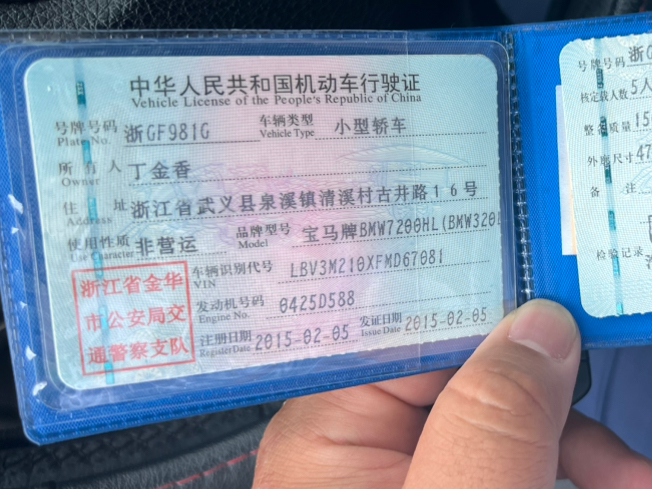 中华人民共和国机动车行驶证
Vehicle License of the People's Republic of China
号牌号码 浙GF981G 车辆类型 小型轿车
Plate No. Vehicle Type
所有人 丁金香
Owner
住址 浙江省武义县泉溪镇清溪村古井路16号
Address
使用性质 非营运 品牌型号 宝马牌BMW7200HL(BMW320
Use Character Model
车辆识别代号 LBV3M210XFMD67081
VIN
发动机号码 0425D588
Engine No.
注册日期 2015-02-05 发证日期 2015-02-05
Register Date Issue Date
浙江省金华
市公安局交
通警察支队
号牌号码 浙G
核定载人数 5人
整备质量 15
外廓尺寸 47
备注
检验记录